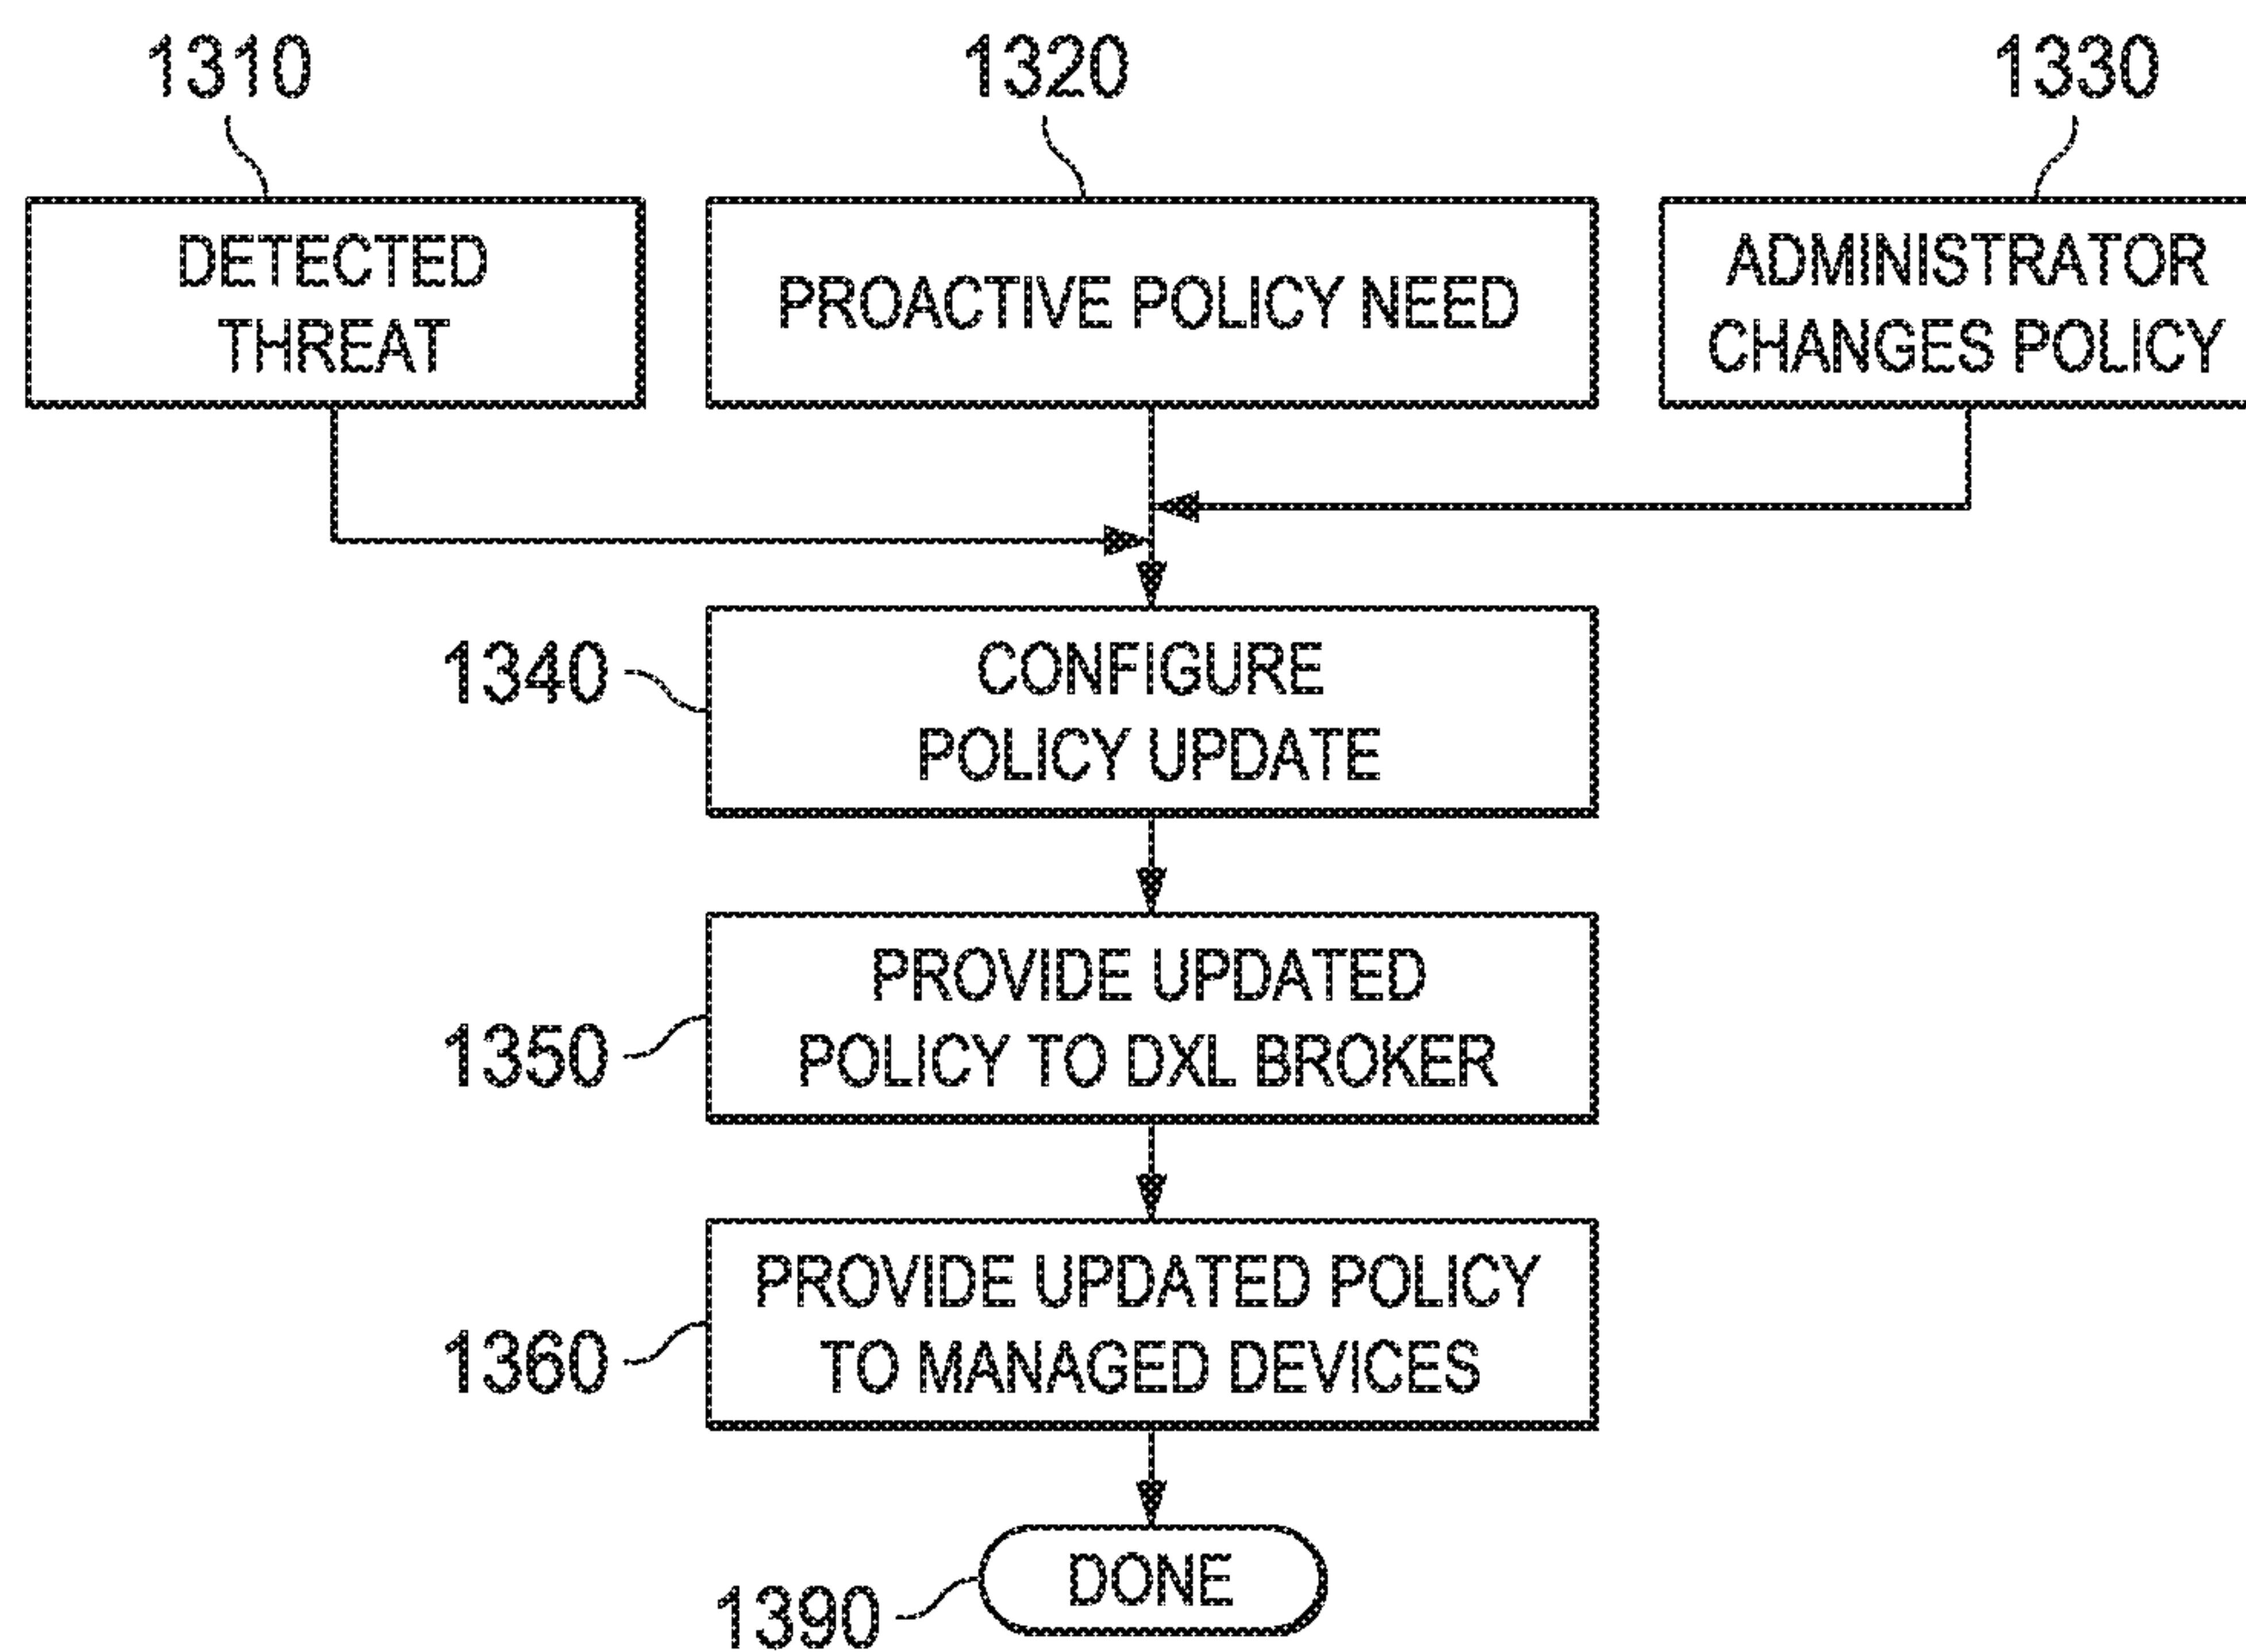 1310
1320
1330
DETECTED
THREAT
PROACTIVE POLICY NEED
ADMINISTRATOR
CHANGES POLICY
1340
CONFIGURE
POLICY UPDATE
1350
PROVIDE UPDATED
POLICY TO DXL BROKER
1360
PROVIDE UPDATED POLICY
TO MANAGED DEVICES
1390
DONE